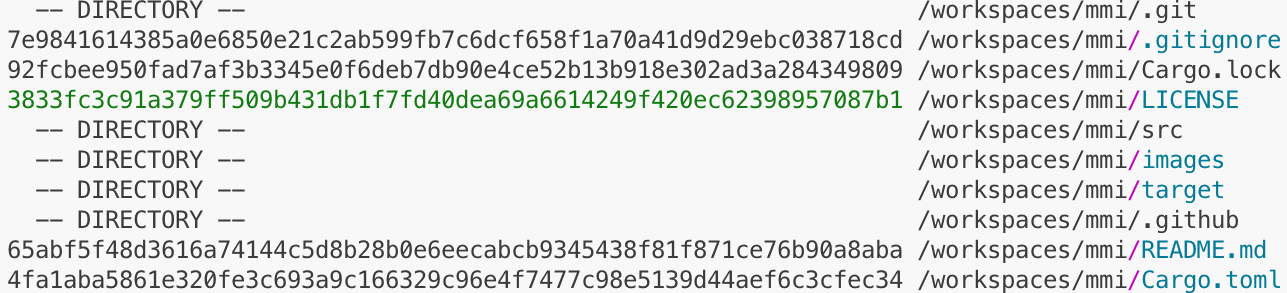 -- DIRECTORY -- /workspaces/mmi/.git
7e9841614385a0e6850e21c2ab599fb7c6dcf658f1a70a41d9d29ebc038718cd /workspaces/mmi/.gitignore
92fcbee950fad7af3b3345e0f6deb7db90e4ce52b13b918e302ad3a284349809 /workspaces/mmi/Cargo.lock
3833fc3c91a379ff509b431db1f7fd40dea69a6614249f420ec62398957087b1 /workspaces/mmi/LICENSE
-- DIRECTORY -- /workspaces/mmi/src
-- DIRECTORY -- /workspaces/mmi/images
-- DIRECTORY -- /workspaces/mmi/target
-- DIRECTORY -- /workspaces/mmi/.github
65abf5f48d3616a74144c5d8b28b0e6eecabcb9345438f81f871ce76b90a8aba /workspaces/mmi/README.md
4fa1aba5861e320fe3c693a9c166329c96e4f7477c98e5139d44aef6c3cfec34 /workspaces/mmi/Cargo.toml